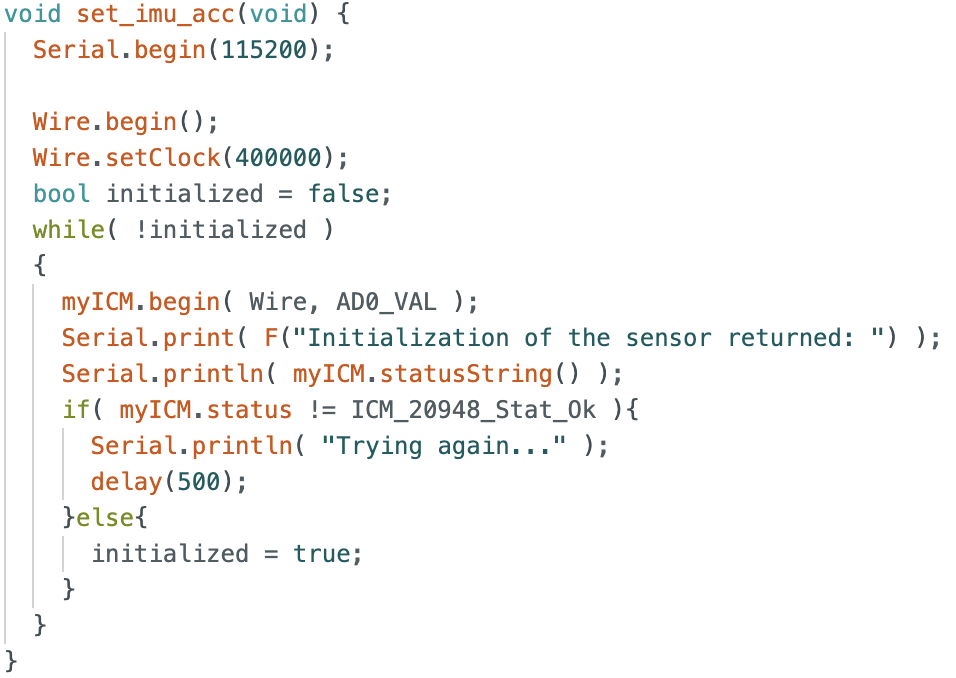 void set_imu_acc(void) {
  Serial.begin(115200);

  Wire.begin();
  Wire.setClock(400000);
  bool initialized = false;
  while( !initialized )
  {
    myICM.begin( Wire, AD0_VAL );
    Serial.print( F("Initialization of the sensor returned: ") );
    Serial.println( myICM.statusString() );
    if( myICM.status != ICM_20948_Stat_Ok ){
      Serial.println( "Trying again..." );
      delay(500);
    }else{
      initialized = true;
    }
  }
}